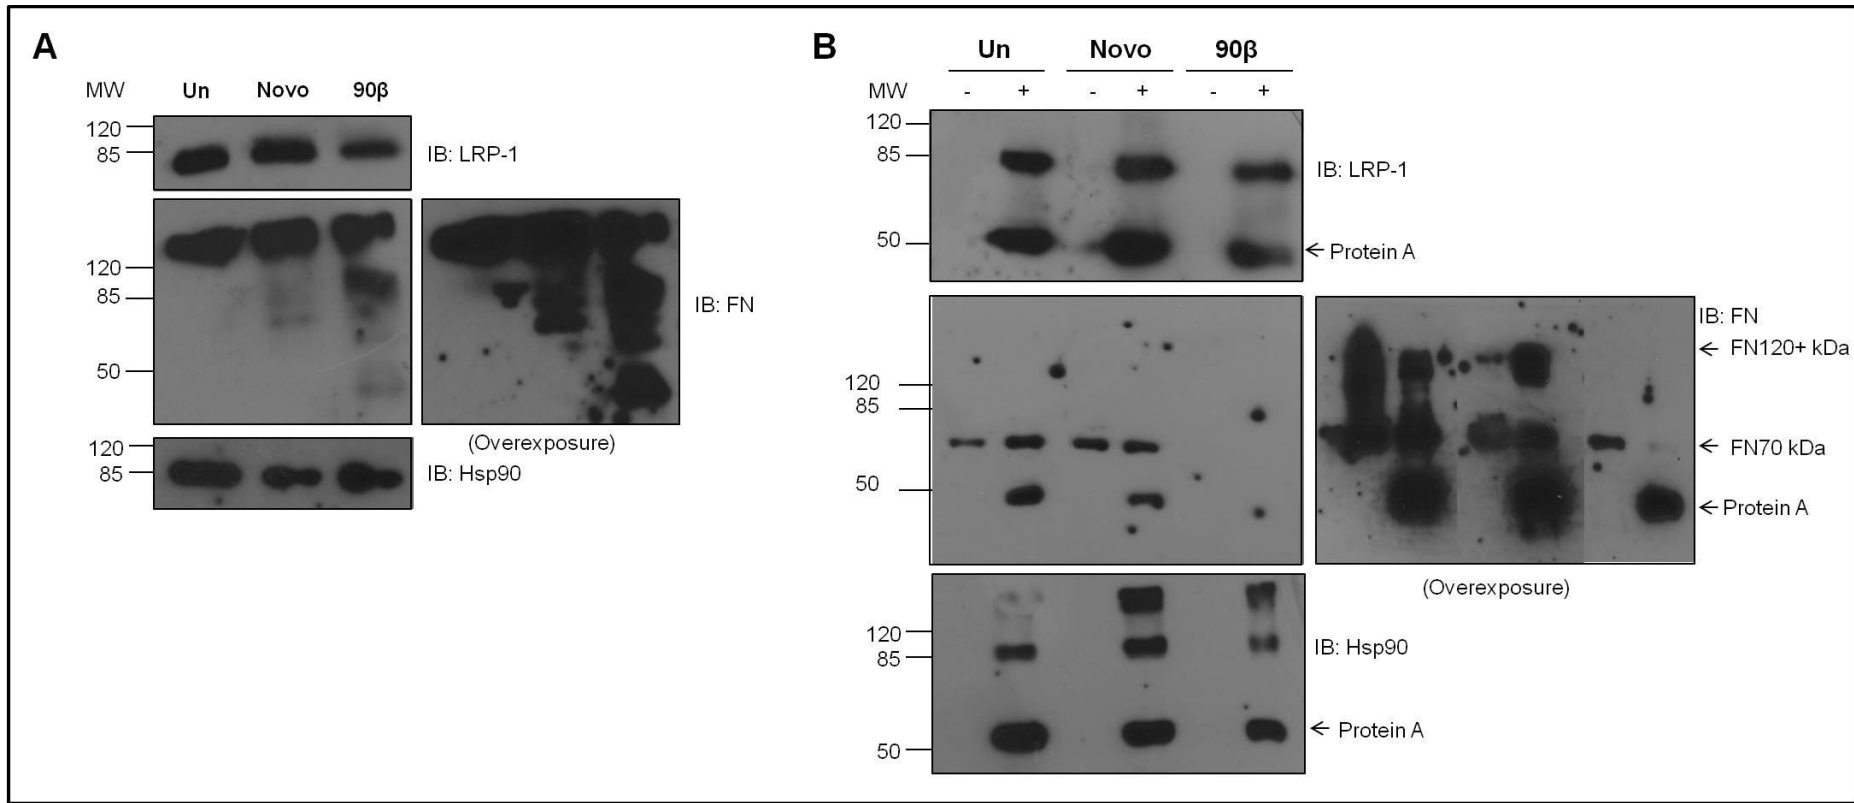 A
MW Un Novo 90β
120
85
IB: LRP-1
120
85
50
IB: FN
(Overexposure)
120
85
IB: Hsp90
B
Un Novo 90β
MW - + - + - +
120
85
50
IB: LRP-1
← Protein A
120
85
50
IB: FN
← FN120+ kDa
← FN70 kDa
← Protein A
(Overexposure)
120
85
50
IB: Hsp90
← Protein A